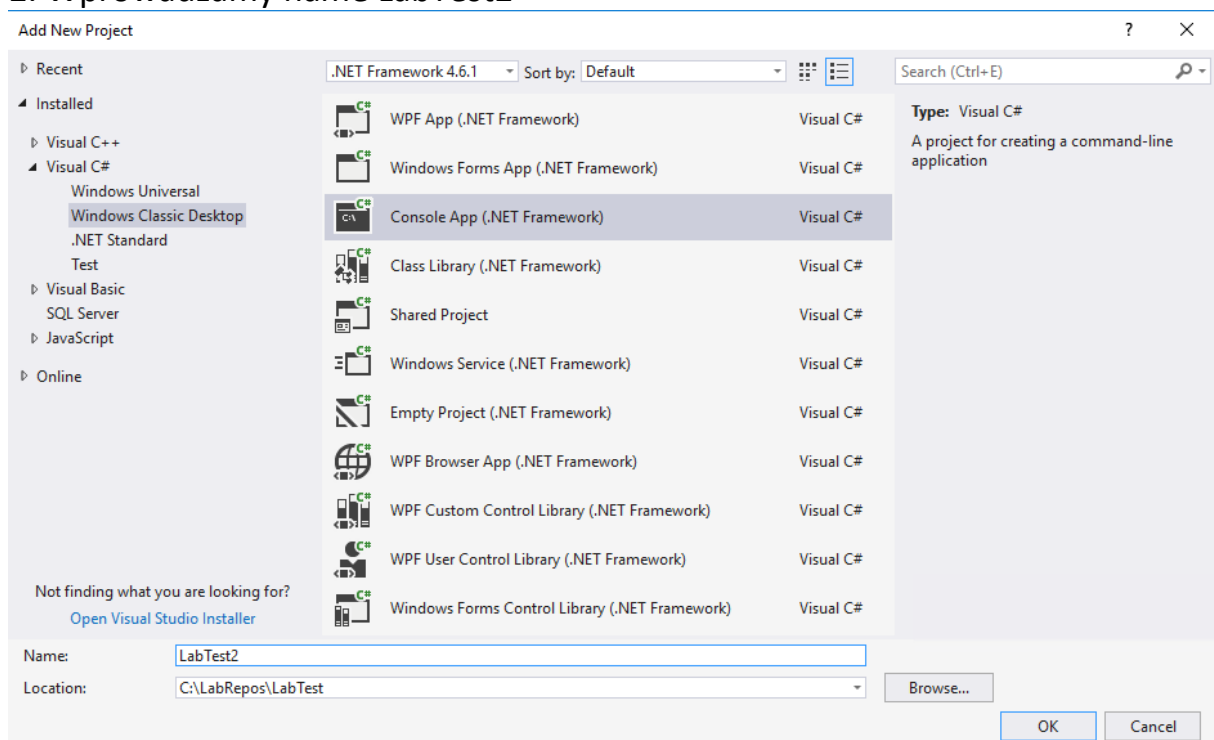 2. Wprowadzamy name LabTest2
Add New Project
?
Recent
Installed
Visual C++
Visual C#
Windows Universal
Windows Classic Desktop
.NET Standard
Test
Visual Basic
SQL Server
JavaScript
Online
Not finding what you are looking for?
Open Visual Studio Installer
.NET Framework 4.6.1 Sort by: Default
C# WPF App (.NET Framework) Visual C#
C# Windows Forms App (.NET Framework) Visual C#
C# C:\ Console App (.NET Framework) Visual C#
C# Class Library (.NET Framework) Visual C#
C# Shared Project Visual C#
C# Windows Service (.NET Framework) Visual C#
C# Empty Project (.NET Framework) Visual C#
C# WPF Browser App (.NET Framework) Visual C#
C# WPF Custom Control Library (.NET Framework) Visual C#
C# WPF User Control Library (.NET Framework) Visual C#
C# Windows Forms Control Library (.NET Framework) Visual C#
Search (Ctrl+E)
Type: Visual C#
A project for creating a command-line
application
Name: LabTest2
Location: C:\LabRepos\LabTest Browse...
OK Cancel